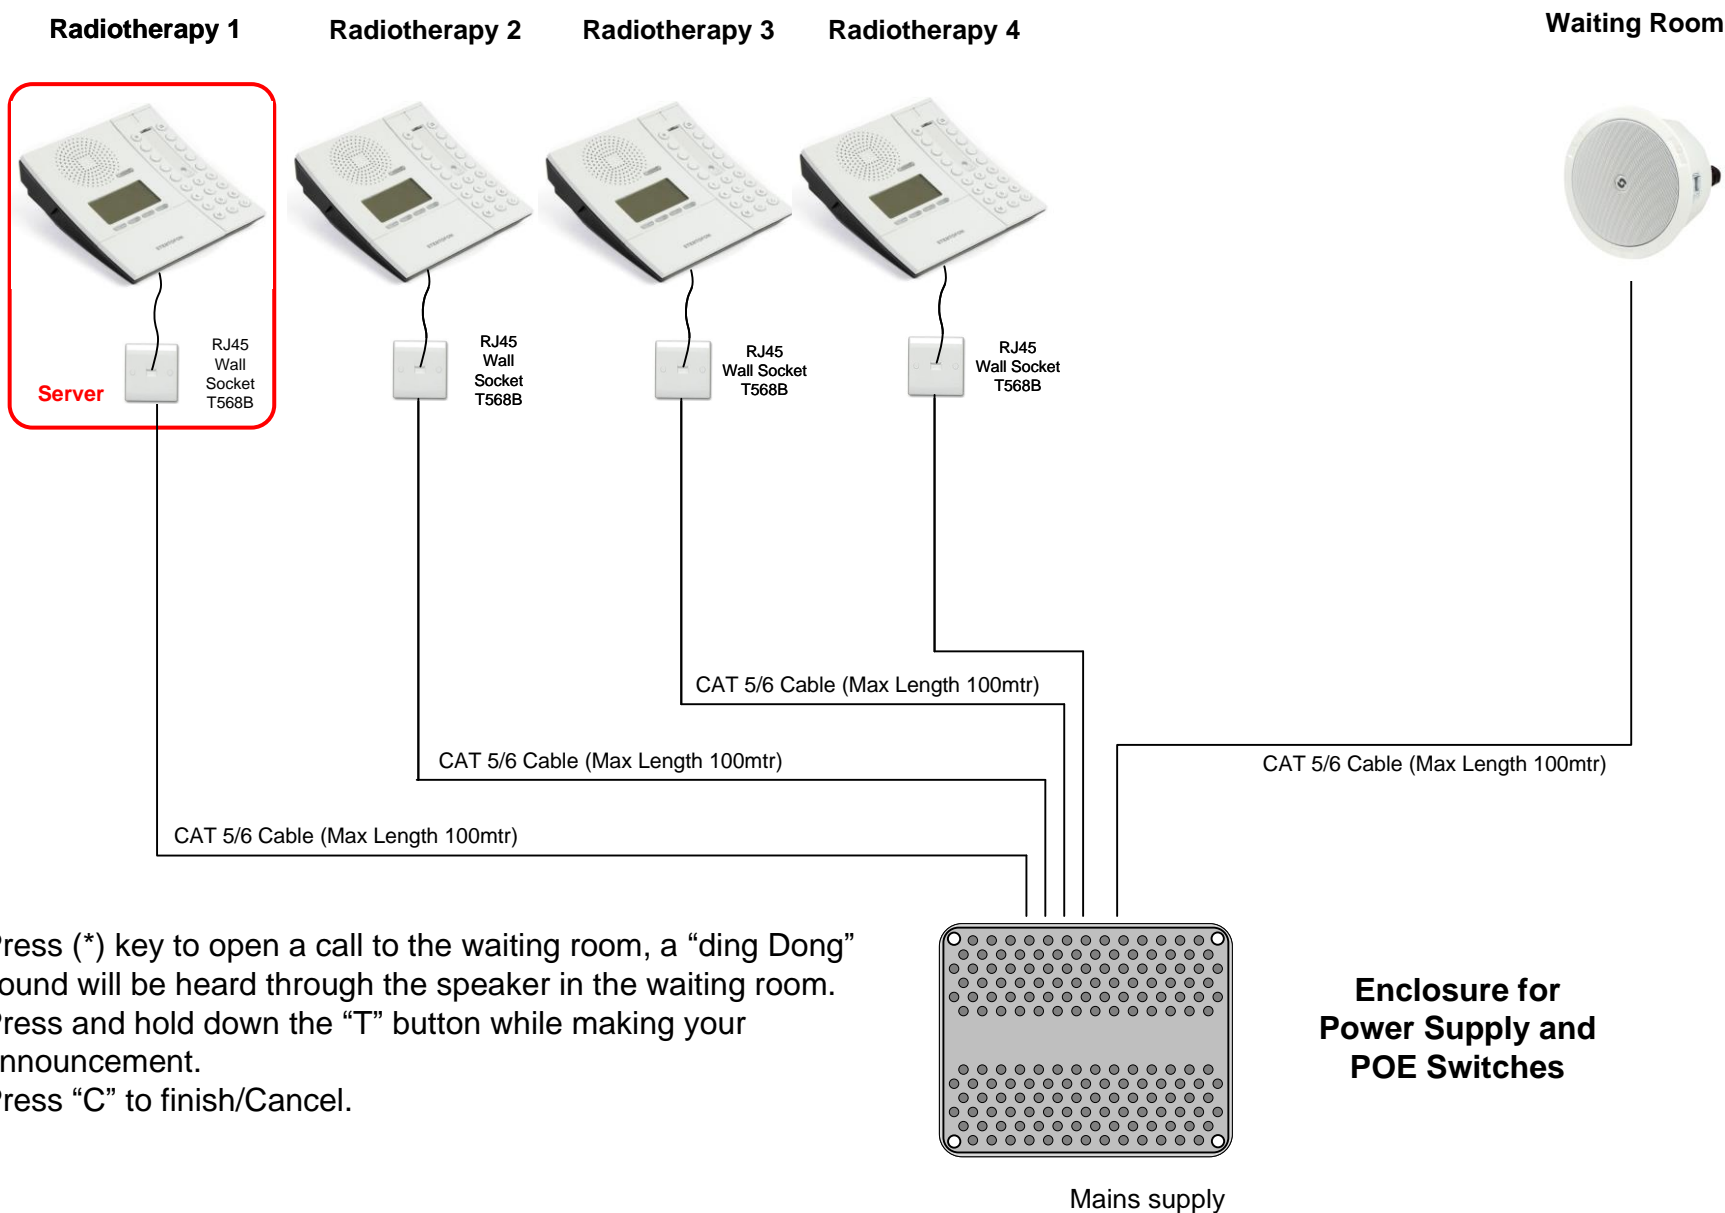 Radiotherapy 1
Radiotherapy 2
Radiotherapy 3
Radiotherapy 4
Waiting Room
RJ45
Wall
Socket
T568B
Server
RJ45
Wall
Socket
T568B
RJ45
Wall Socket
T568B
RJ45
Wall Socket
T568B
CAT 5/6 Cable (Max Length 100mtr)
CAT 5/6 Cable (Max Length 100mtr)
CAT 5/6 Cable (Max Length 100mtr)
CAT 5/6 Cable (Max Length 100mtr)
Press (*) key to open a call to the waiting room, a “ding Dong”
ound will be heard through the speaker in the waiting room.
Press and hold down the “T” button while making your
nnouncement.
Press “C” to finish/Cancel.
Enclosure for
Power Supply and
POE Switches
Mains supply